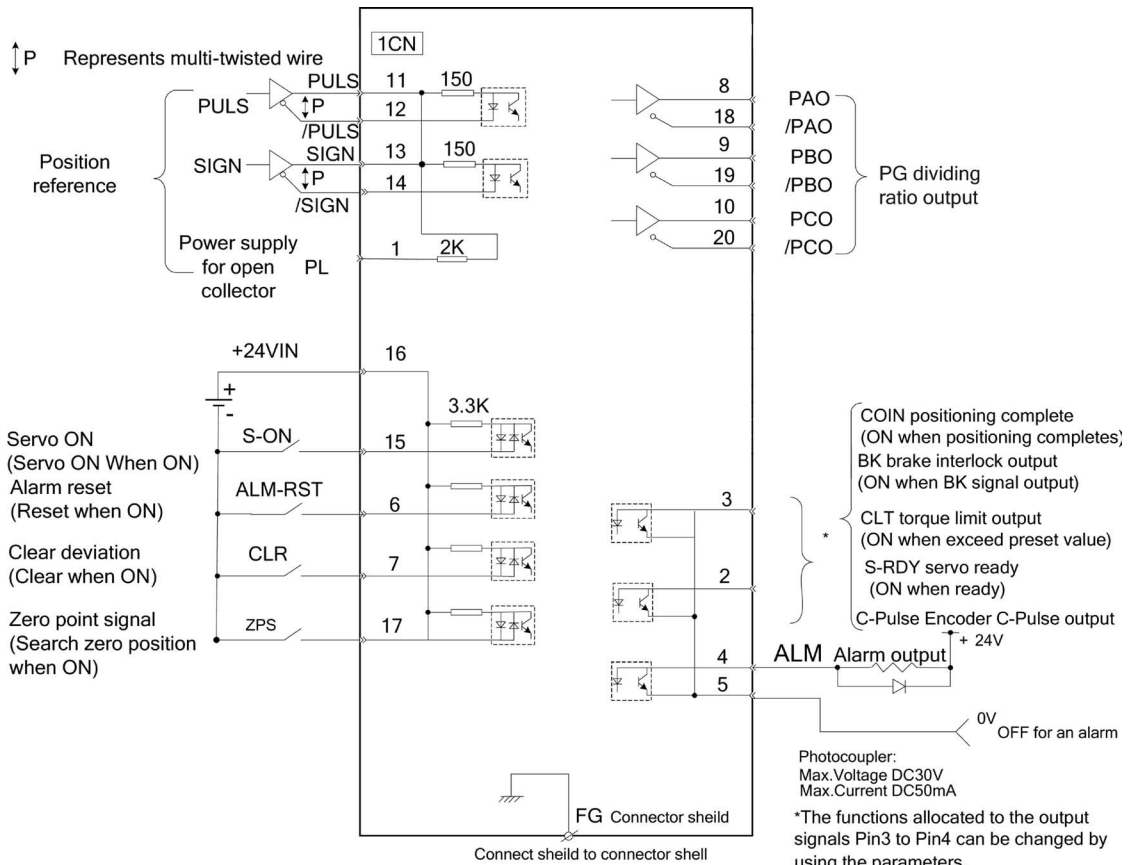 1CN
P Represents multi-twisted wire
PULS 11 150
PULS P 12
/PULS
SIGN 13 150
SIGN P 14
/SIGN
Position
reference
Power supply
for open
collector
PL 1 2K
8 PAO
18 /PAO
9 PBO
19 /PBO
10 PCO
20 /PCO
PG dividing
ratio output
+24VIN 16
+
-
3.3K
Servo ON
(Servo ON When ON)
S-ON 15
Alarm reset
(Reset when ON)
ALM-RST 6
Clear deviation
(Clear when ON)
CLR 7
Zero point signal
(Search zero position
when ON)
ZPS 17
3
2
*
COIN positioning complete
(ON when positioning completes)
BK brake interlock output
(ON when BK signal output)
CLT torque limit output
(ON when exceed preset value)
S-RDY servo ready
(ON when ready)
C-Pulse Encoder C-Pulse output
+ 24V
4 ALM Alarm output
5
0V
OFF for an alarm
Photocoupler:
Max.Voltage DC30V
Max.Current DC50mA
*The functions allocated to the output
signals Pin3 to Pin4 can be changed by
using the parameters
FG Connector sheild
Connect sheild to connector shell